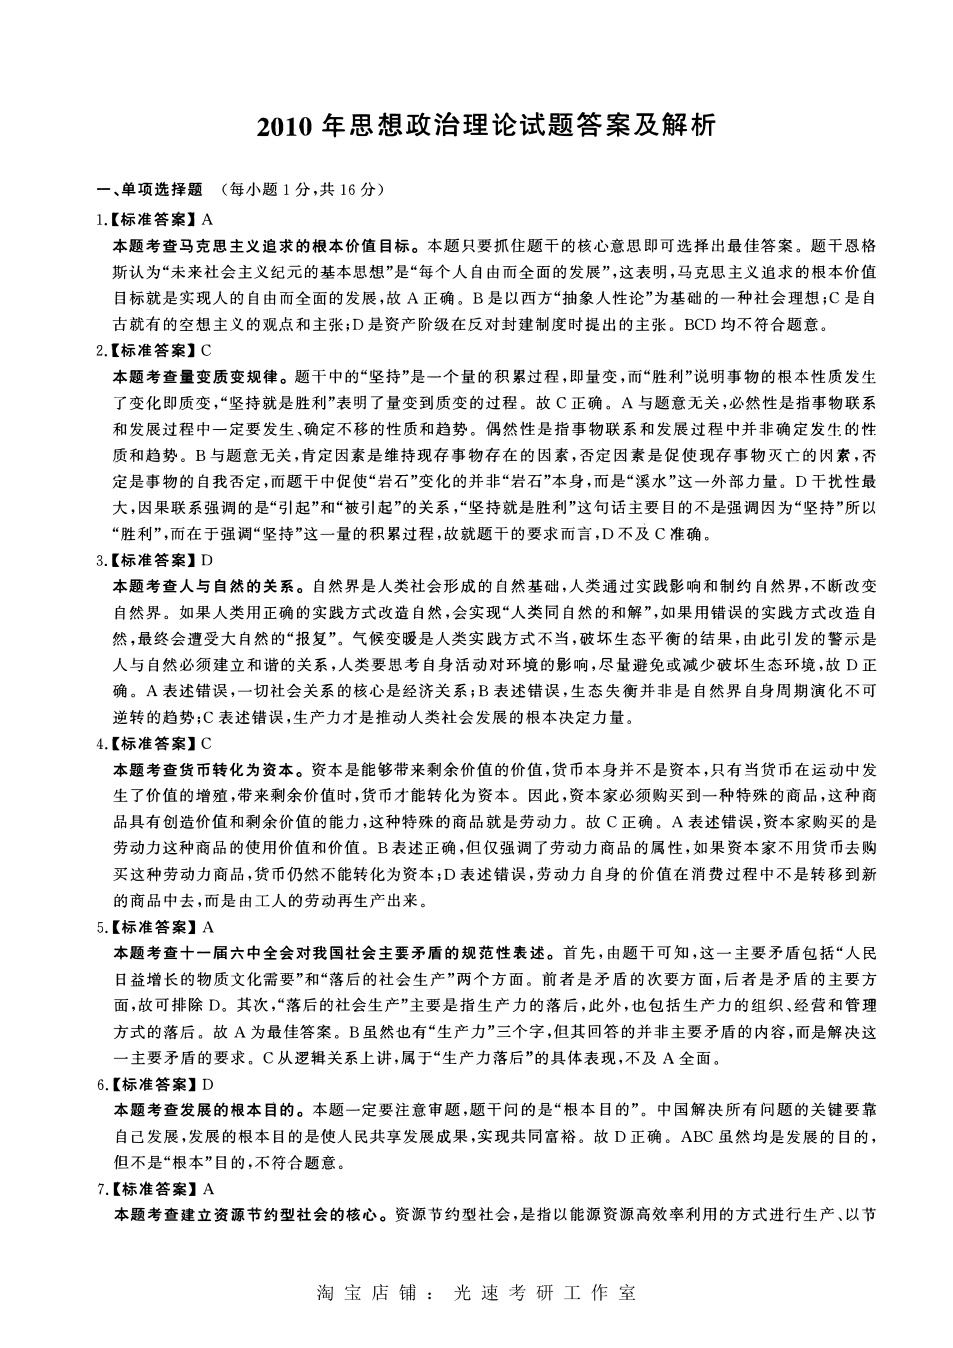 2010 年思想政治理论试题答案及解析
一、单项选择题 （每小题 1 分,共 16 分）
1.【标准答案】A
本题考查马克思主义追求的根本价值目标。本题只要抓住题干的核心意思即可选择出最佳答案。题干恩格
斯认为“未来社会主义纪元的基本思想”是“每个人自由而全面的发展”,这表明,马克思主义追求的根本价值
目标就是实现人的自由而全面的发展,故 A 正确。B 是以西方“抽象人性论”为基础的一种社会理想;C 是自
古就有的空想主义的观点和主张;D 是资产阶级在反对封建制度时提出的主张。BCD 均不符合题意。
2.【标准答案】C
本题考查量变质变规律。题干中的“坚持”是一个量的积累过程,即量变,而“胜利”说明事物的根本性质发生
了变化即质变,“坚持就是胜利”表明了量变到质变的过程。故 C 正确。A 与题意无关,必然性是指事物联系
和发展过程中一定要发生、确定不移的性质和趋势。偶然性是指事物联系和发展过程中并非确定发生的性
质和趋势。B 与题意无关,肯定因素是维持现存事物存在的因素,否定因素是促使现存事物灭亡的因素,否
定是事物的自我否定,而题干中促使“岩石”变化的并非“岩石”本身,而是“溪水”这一外部力量。D 干扰性最
大,因果联系强调的是“引起”和“被引起”的关系,“坚持就是胜利”这句话主要目的不是强调因为“坚持”所以
“胜利”,而在于强调“坚持”这一量的积累过程,故就题干的要求而言,D 不及 C 准确。
3.【标准答案】D
本题考查人与自然的关系。自然界是人类社会形成的自然基础,人类通过实践影响和制约自然界,不断改变
自然界。如果人类用正确的实践方式改造自然,会实现“人类同自然的和解”,如果用错误的实践方式改造自
然,最终会遭受大自然的“报复”。气候变暖是人类实践方式不当,破坏生态平衡的结果,由此引发的警示是
人与自然必须建立和谐的关系,人类要思考自身活动对环境的影响,尽量避免或减少破坏生态环境,故 D 正
确。A 表述错误,一切社会关系的核心是经济关系;B 表述错误,生态失衡并非是自然界自身周期演化不可
逆转的趋势;C 表述错误,生产力才是推动人类社会发展的根本决定力量。
4.【标准答案】C
本题考查货币转化为资本。资本是能够带来剩余价值的价值,货币本身并不是资本,只有当货币在运动中发
生了价值的增殖,带来剩余价值时,货币才能转化为资本。因此,资本家必须购买到一种特殊的商品,这种商
品具有创造价值和剩余价值的能力,这种特殊的商品就是劳动力。故 C 正确。A 表述错误,资本家购买的是
劳动力这种商品的使用价值和价值。B 表述正确,但仅强调了劳动力商品的属性,如果资本家不用货币去购
买这种劳动力商品,货币仍然不能转化为资本;D 表述错误,劳动力自身的价值在消费过程中不是转移到新
的商品中去,而是由工人的劳动再生产出来。
5.【标准答案】A
本题考查十一届六中全会对我国社会主要矛盾的规范性表述。首先,由题干可知,这一主要矛盾包括“人民
日益增长的物质文化需要”和“落后的社会生产”两个方面。前者是矛盾的次要方面,后者是矛盾的主要方
面,故可排除 D。其次,“落后的社会生产”主要是指生产力的落后,此外,也包括生产力的组织、经营和管理
方式的落后。故 A 为最佳答案。B 虽然也有“生产力”三个字,但其回答的并非主要矛盾的内容,而是解决这
一主要矛盾的要求。C 从逻辑关系上讲,属于“生产力落后”的具体表现,不及 A 全面。
6.【标准答案】D
本题考查发展的根本目的。本题一定要注意审题,题干问的是“根本目的”。中国解决所有问题的关键要靠
自己发展,发展的根本目的是使人民共享发展成果,实现共同富裕。故 D 正确。ABC 虽然均是发展的目的,
但不是“根本”目的,不符合题意。
7.【标准答案】A
本题考查建立资源节约型社会的核心。资源节约型社会,是指以能源资源高效率利用的方式进行生产、以节
淘宝店铺：光速考研工作室